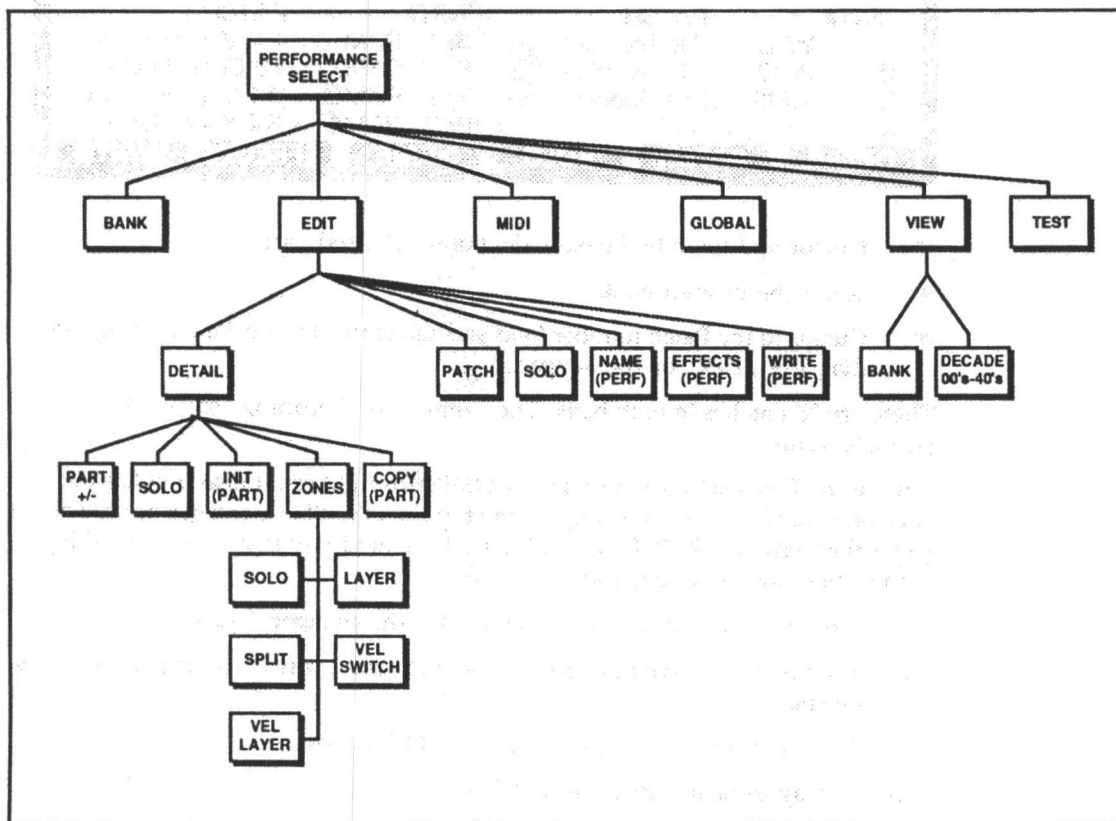 PERFORMANCE
SELECT
BANK
EDIT
MIDI
GLOBAL
VIEW
TEST
DETAIL
PATCH
SOLO
NAME
(PERF)
EFFECTS
(PERF)
WRITE
(PERF)
BANK
DECADE
00's-40's
PART
+/-
SOLO
INIT
(PART)
ZONES
COPY
(PART)
SOLO
LAYER
SPLIT
VEL
SWITCH
VEL
LAYER